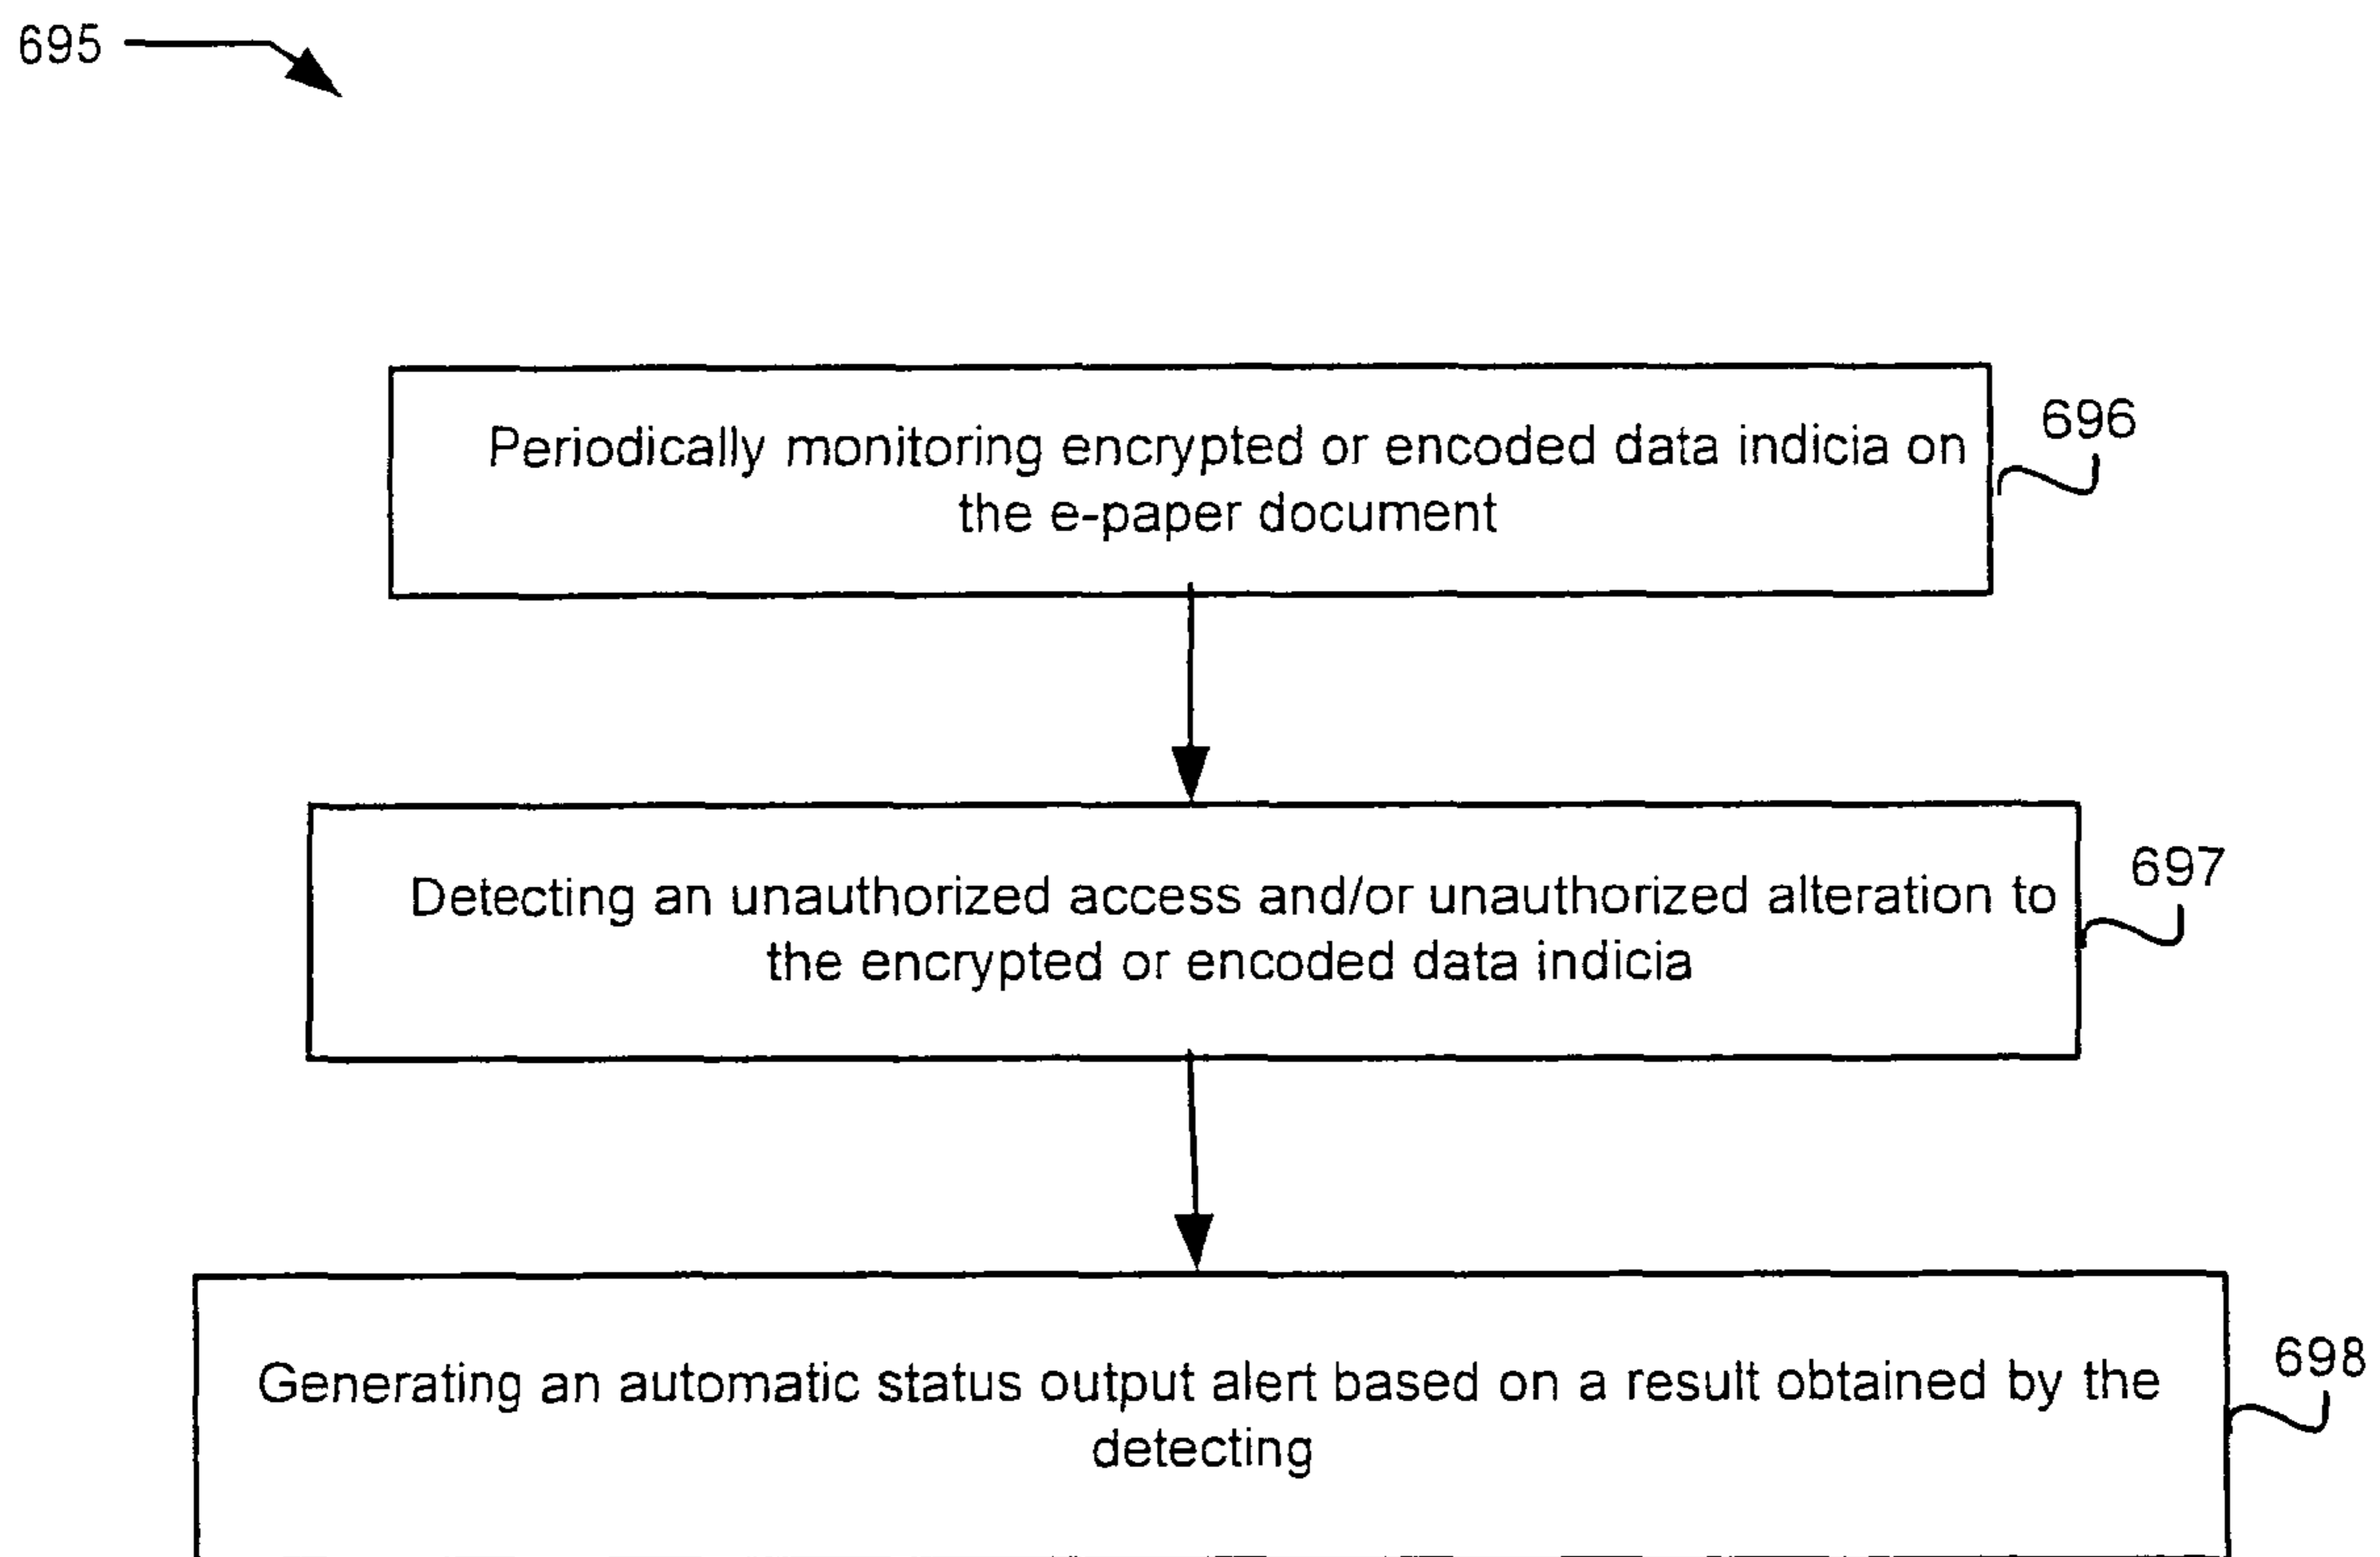 695
Periodically monitoring encrypted or encoded data indicia on
the e-paper document
696
Detecting an unauthorized access and/or unauthorized alteration to
the encrypted or encoded data indicia
697
Generating an automatic status output alert based on a result obtained by the
detecting
698